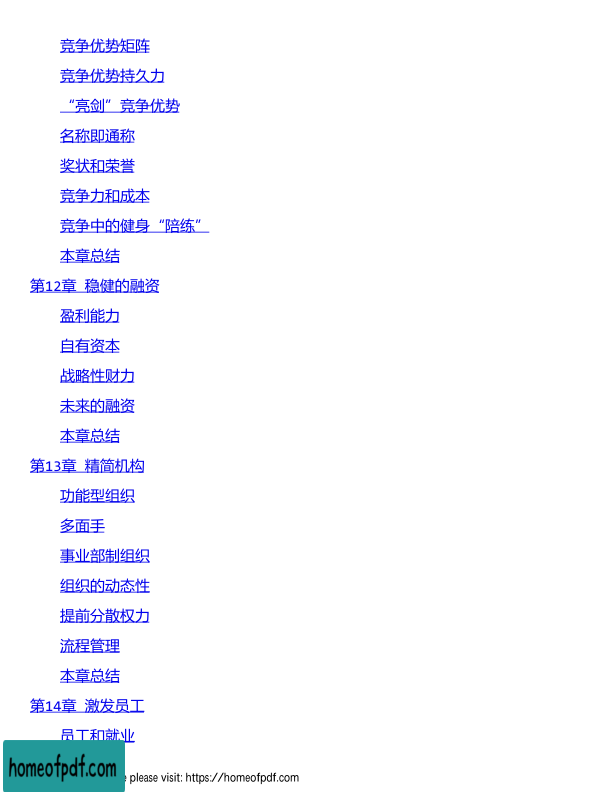 竞争优势矩阵
竞争优势持久力
“亮剑”竞争优势
名称即通称
奖状和荣誉
竞争力和成本
竞争中的健身“陪练”
本章总结
第12章 稳健的融资
盈利能力
自有资本
战略性财力
未来的融资
本章总结
第13章 精简机构
功能型组织
多面手
事业部制组织
组织的动态性
提前分散权力
流程管理
本章总结
第14章 激发员工
员工和就业
homeofpdf.com
please visit: https://homeofpdf.com